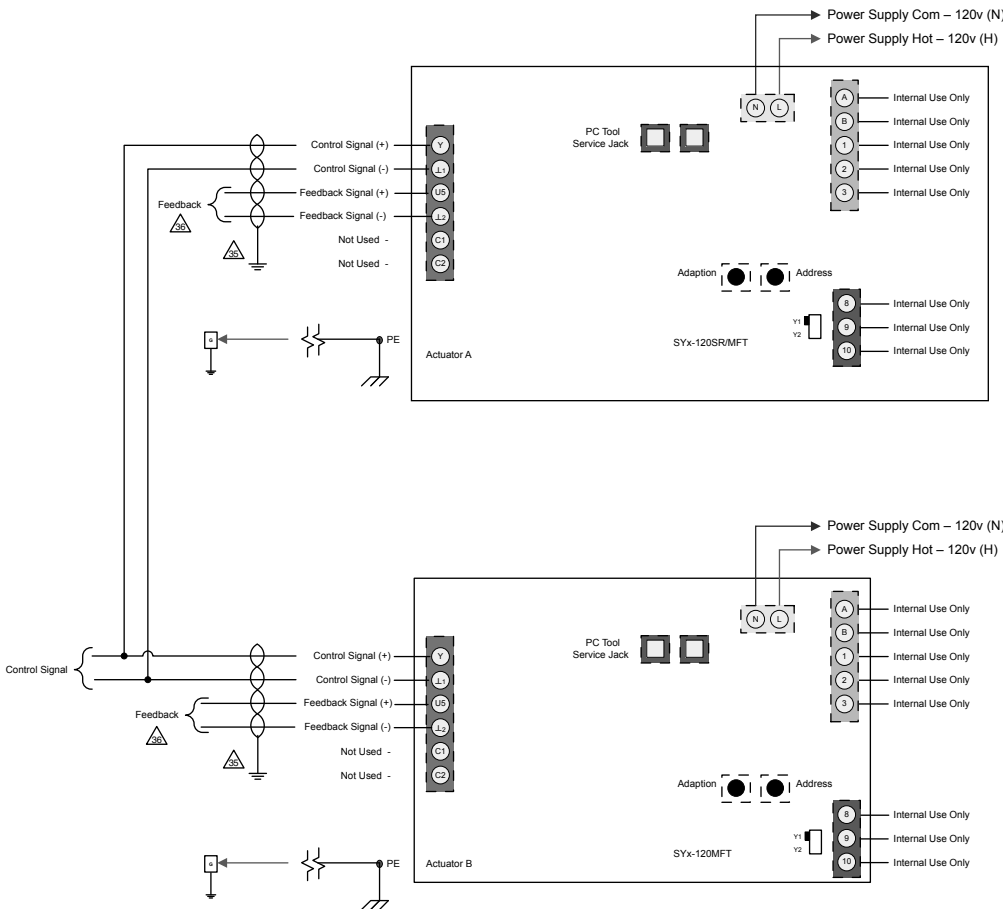 Power Supply Com – 120v (N)
Power Supply Hot – 120v (H)
N L
A Internal Use Only
B Internal Use Only
1 Internal Use Only
2 Internal Use Only
3 Internal Use Only
PC Tool
Service Jack
Control Signal (+) Y
Control Signal (-) ⊥1
Feedback Signal (+) U5
Feedback Signal (-) ⊥2
Not Used - C1
Not Used - C2
Feedback
36
35
Adaption Address
8 Internal Use Only
9 Internal Use Only
10 Internal Use Only
Y1
Y2
SYx-120SR/MFT
G
PE
Actuator A
Power Supply Com – 120v (N)
Power Supply Hot – 120v (H)
N L
A Internal Use Only
B Internal Use Only
1 Internal Use Only
2 Internal Use Only
3 Internal Use Only
PC Tool
Service Jack
Control Signal
Control Signal (+) Y
Control Signal (-) ⊥1
Feedback Signal (+) U5
Feedback Signal (-) ⊥2
Not Used - C1
Not Used - C2
Feedback
36
35
Adaption Address
8 Internal Use Only
9 Internal Use Only
10 Internal Use Only
Y1
Y2
SYx-120MFT
G
PE
Actuator B